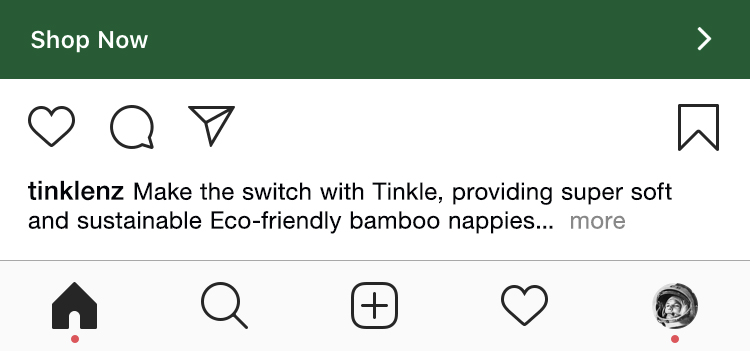 Shop Now
tinklenz Make the switch with Tinkle, providing super soft
and sustainable Eco-friendly bamboo nappies... more